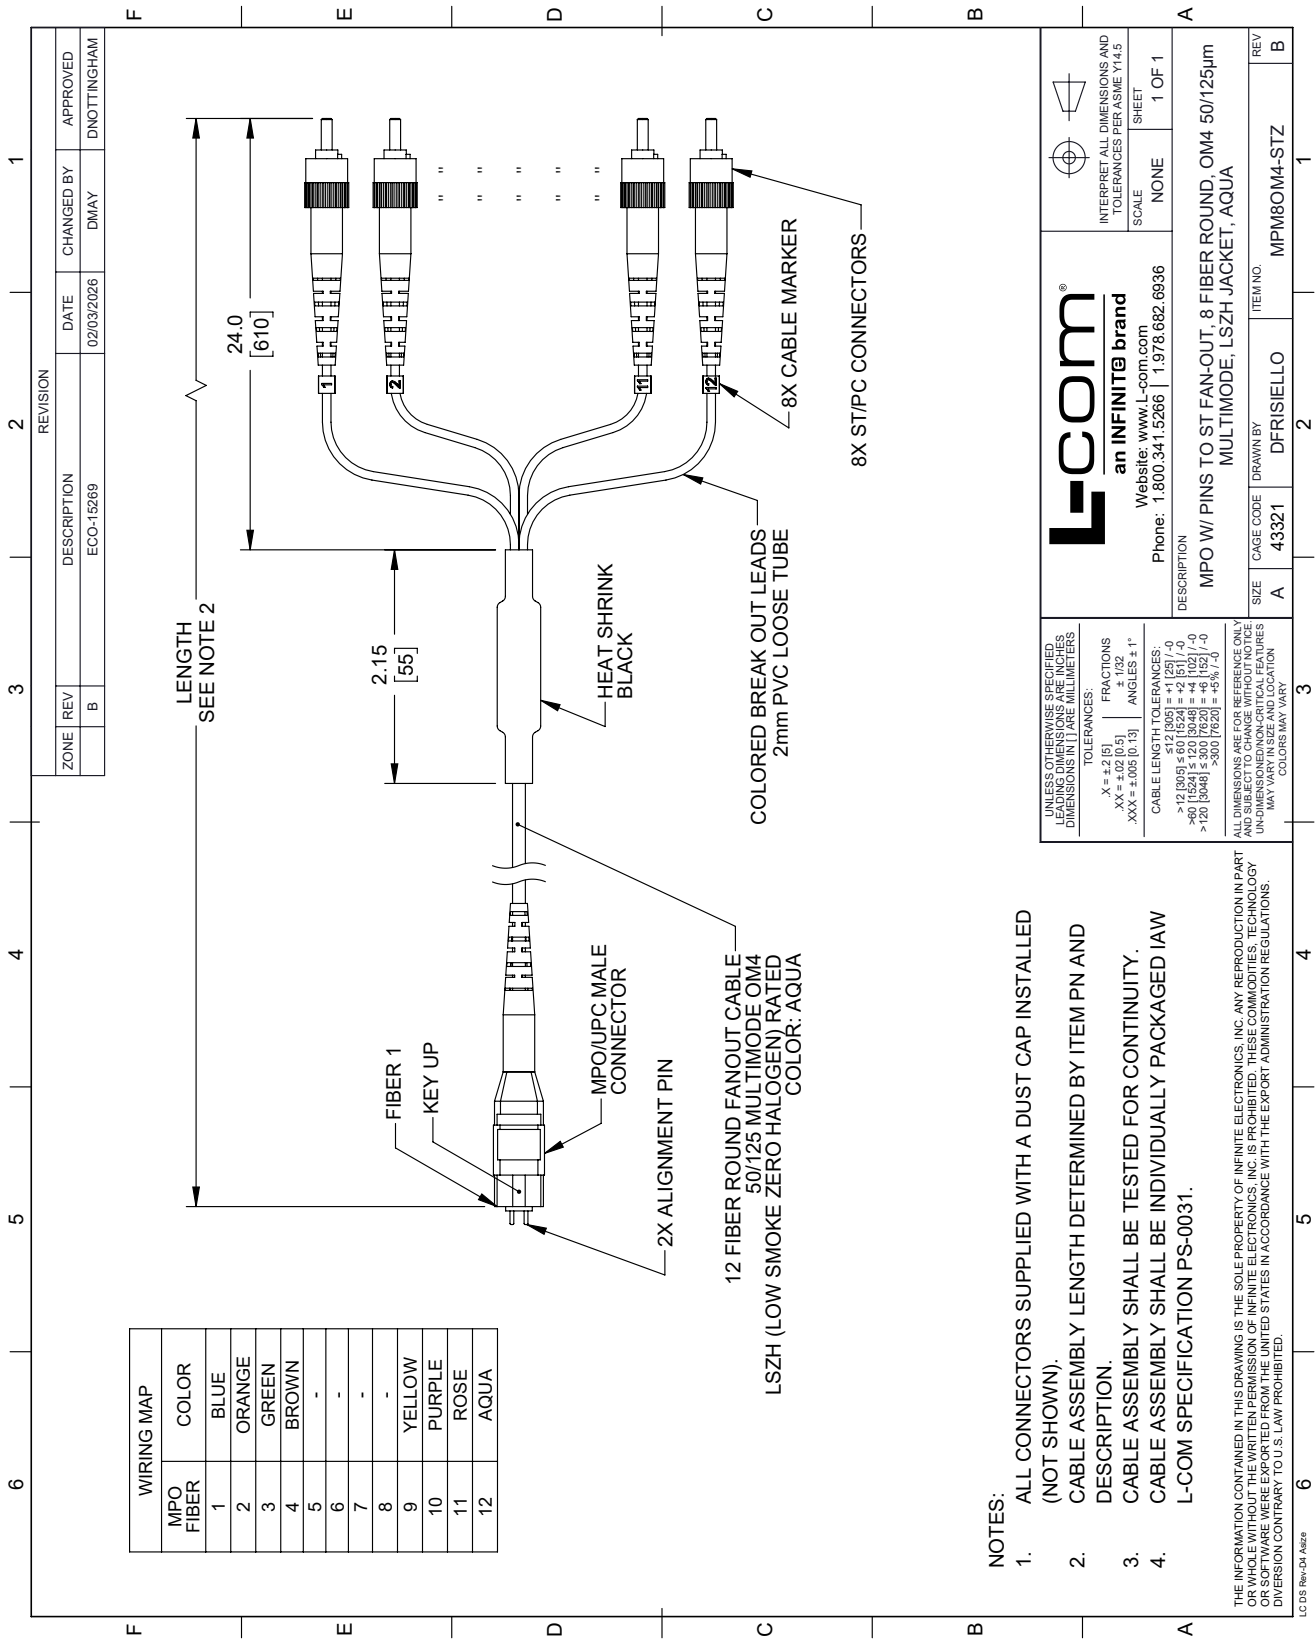 6
5
4
3
2
1
REVISION
ZONE REV DESCRIPTION DATE CHANGED BY APPROVED
B ECO-15269 02/03/2026 DMAY DNOTTINGHAM
F
E
D
C
B
A
WIRING MAP
MPO FIBER COLOR
1 BLUE
2 ORANGE
3 GREEN
4 BROWN
5 -
6 -
7 -
8 -
9 YELLOW
10 PURPLE
11 ROSE
12 AQUA
LENGTH
SEE NOTE 2
24.0
[610]
2.15
[55]
FIBER 1
KEY UP
1
2
11
12
" "
" "
" "
" "
" "
MPO/UPC MALE
CONNECTOR
2X ALIGNMENT PIN
HEAT SHRINK
BLACK
12 FIBER ROUND FANOUT CABLE
50/125 MULTIMODE OM4
LSZH (LOW SMOKE ZERO HALOGEN) RATED
COLOR: AQUA
COLORED BREAK OUT LEADS
2mm PVC LOOSE TUBE
8X CABLE MARKER
8X ST/PC CONNECTORS
NOTES:
1. ALL CONNECTORS SUPPLIED WITH A DUST CAP INSTALLED
(NOT SHOWN).
2. CABLE ASSEMBLY LENGTH DETERMINED BY ITEM PN AND
DESCRIPTION.
3. CABLE ASSEMBLY SHALL BE TESTED FOR CONTINUITY.
4. CABLE ASSEMBLY SHALL BE INDIVIDUALLY PACKAGED IAW
L-COM SPECIFICATION PS-0031.
THE INFORMATION CONTAINED IN THIS DRAWING IS THE SOLE PROPERTY OF INFINITE ELECTRONICS, INC. ANY REPRODUCTION IN PART
OR WHOLE WITHOUT THE WRITTEN PERMISSION OF INFINITE ELECTRONICS, INC. IS PROHIBITED. THESE COMMODITIES, TECHNOLOGY
OR SOFTWARE WERE EXPORTED FROM THE UNITED STATES IN ACCORDANCE WITH THE EXPORT ADMINISTRATION REGULATIONS.
DIVERSION CONTRARY TO U.S. LAW PROHIBITED.
UNLESS OTHERWISE SPECIFIED
LEADING DIMENSIONS ARE INCHES
DIMENSIONS IN [ ] ARE MILLIMETERS
TOLERANCES:
.X = ±.2 [5]
.XX = ±.02 [0.5]
.XXX = ±.005 [0.13]
FRACTIONS
± 1/32
ANGLES ± 1°
CABLE LENGTH TOLERANCES:
≤12 [305] = +1 [25] / -0
>12 [305] ≤ 60 [1524] = +2 [51] / -0
>60 [1524] ≤ 120 [3048] = +4 [102] / -0
>120 [3048] ≤ 300 [7620] = +6 [152] / -0
>300 [7620] = +5% / -0
ALL DIMENSIONS ARE FOR REFERENCE ONLY
AND SUBJECT TO CHANGE WITHOUT NOTICE.
UN-DIMENSIONED/NON-CRITICAL FEATURES
MAY VARY IN SIZE AND LOCATION
COLORS MAY VARY
L-com®
an INFINIT@ brand
Website: www.L-com.com
Phone: 1.800.341.5266 | 1.978.682.6936
INTERPRET ALL DIMENSIONS AND
TOLERANCES PER ASME Y14.5
SCALE NONE
SHEET 1 OF 1
DESCRIPTION
MPO W/ PINS TO ST FAN-OUT, 8 FIBER ROUND, OM4 50/125µm
MULTIMODE, LSZH JACKET, AQUA
SIZE A
CAGE CODE 43321
DRAWN BY DFRISIELLO
ITEM NO. MPM8OM4-STZ
REV B
F
E
D
C
B
A
6
5
4
3
2
1
LC DS Rev-D4 Asize